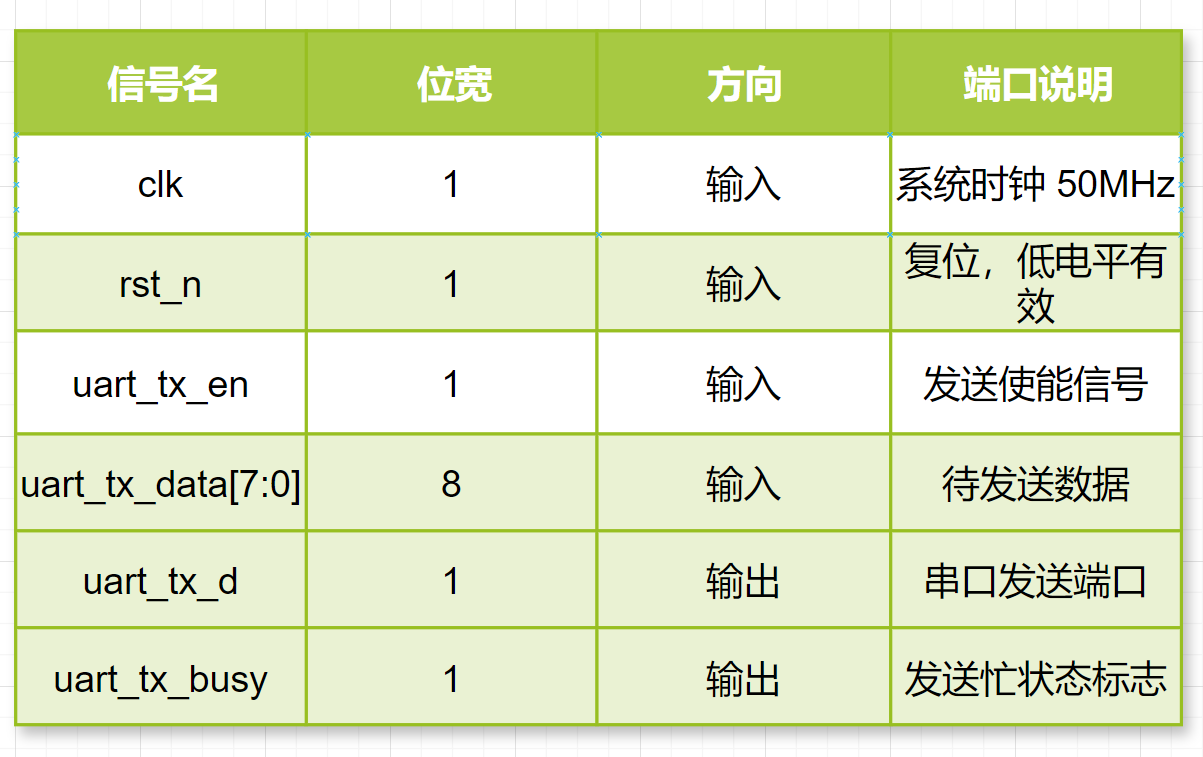 信号名 位宽 方向 端口说明
clk 1 输入 系统时钟 50MHz
rst_n 1 输入 复位，低电平有
效
uart_tx_en 1 输入 发送使能信号
uart_tx_data[7:0] 8 输入 待发送数据
uart_tx_d 1 输出 串口发送端口
uart_tx_busy 1 输出 发送忙状态标志